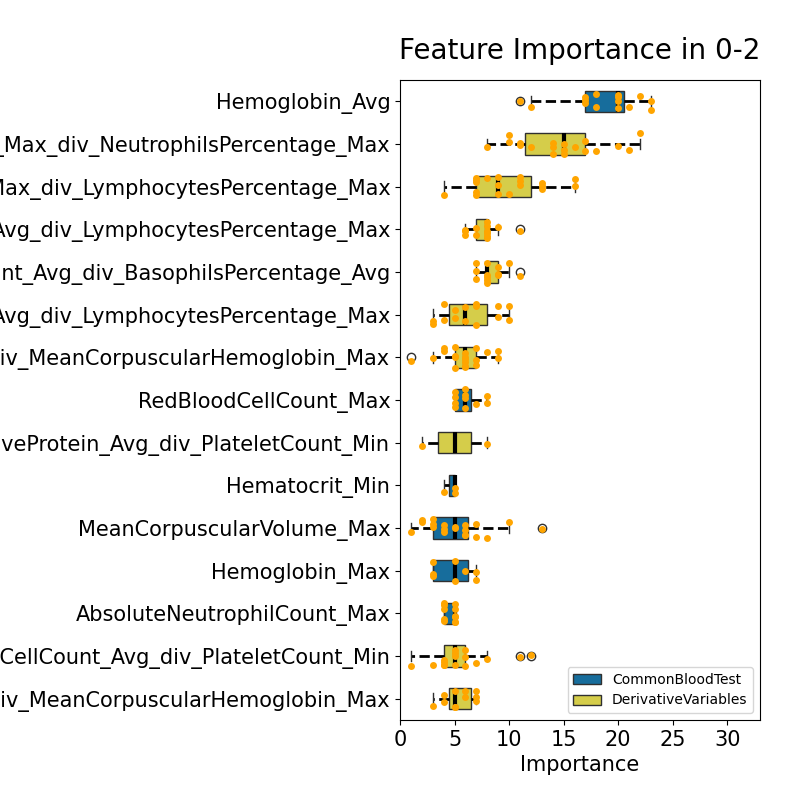 Feature Importance in 0-2
Hemoglobin_Avg
_Max_div_NeutrophilsPercentage_Max
Max_div_LymphocytesPercentage_Max
Avg_div_LymphocytesPercentage_Max
nt_Avg_div_BasophilsPercentage_Avg
Avg_div_LymphocytesPercentage_Max
iv_MeanCorpuscularHemoglobin_Max
RedBloodCellCount_Max
veProtein_Avg_div_PlateletCount_Min
Hematocrit_Min
MeanCorpuscularVolume_Max
Hemoglobin_Max
AbsoluteNeutrophilCount_Max
CellCount_Avg_div_PlateletCount_Min
iv_MeanCorpuscularHemoglobin_Max
CommonBloodTest
DerivativeVariables
0 5 10 15 20 25 30
Importance